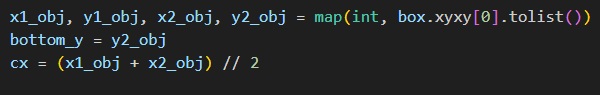 x1_obj, y1_obj, x2_obj, y2_obj = map(int, box.xyxy[0].tolist())
bottom_y = y2_obj
cx = (x1_obj + x2_obj) // 2